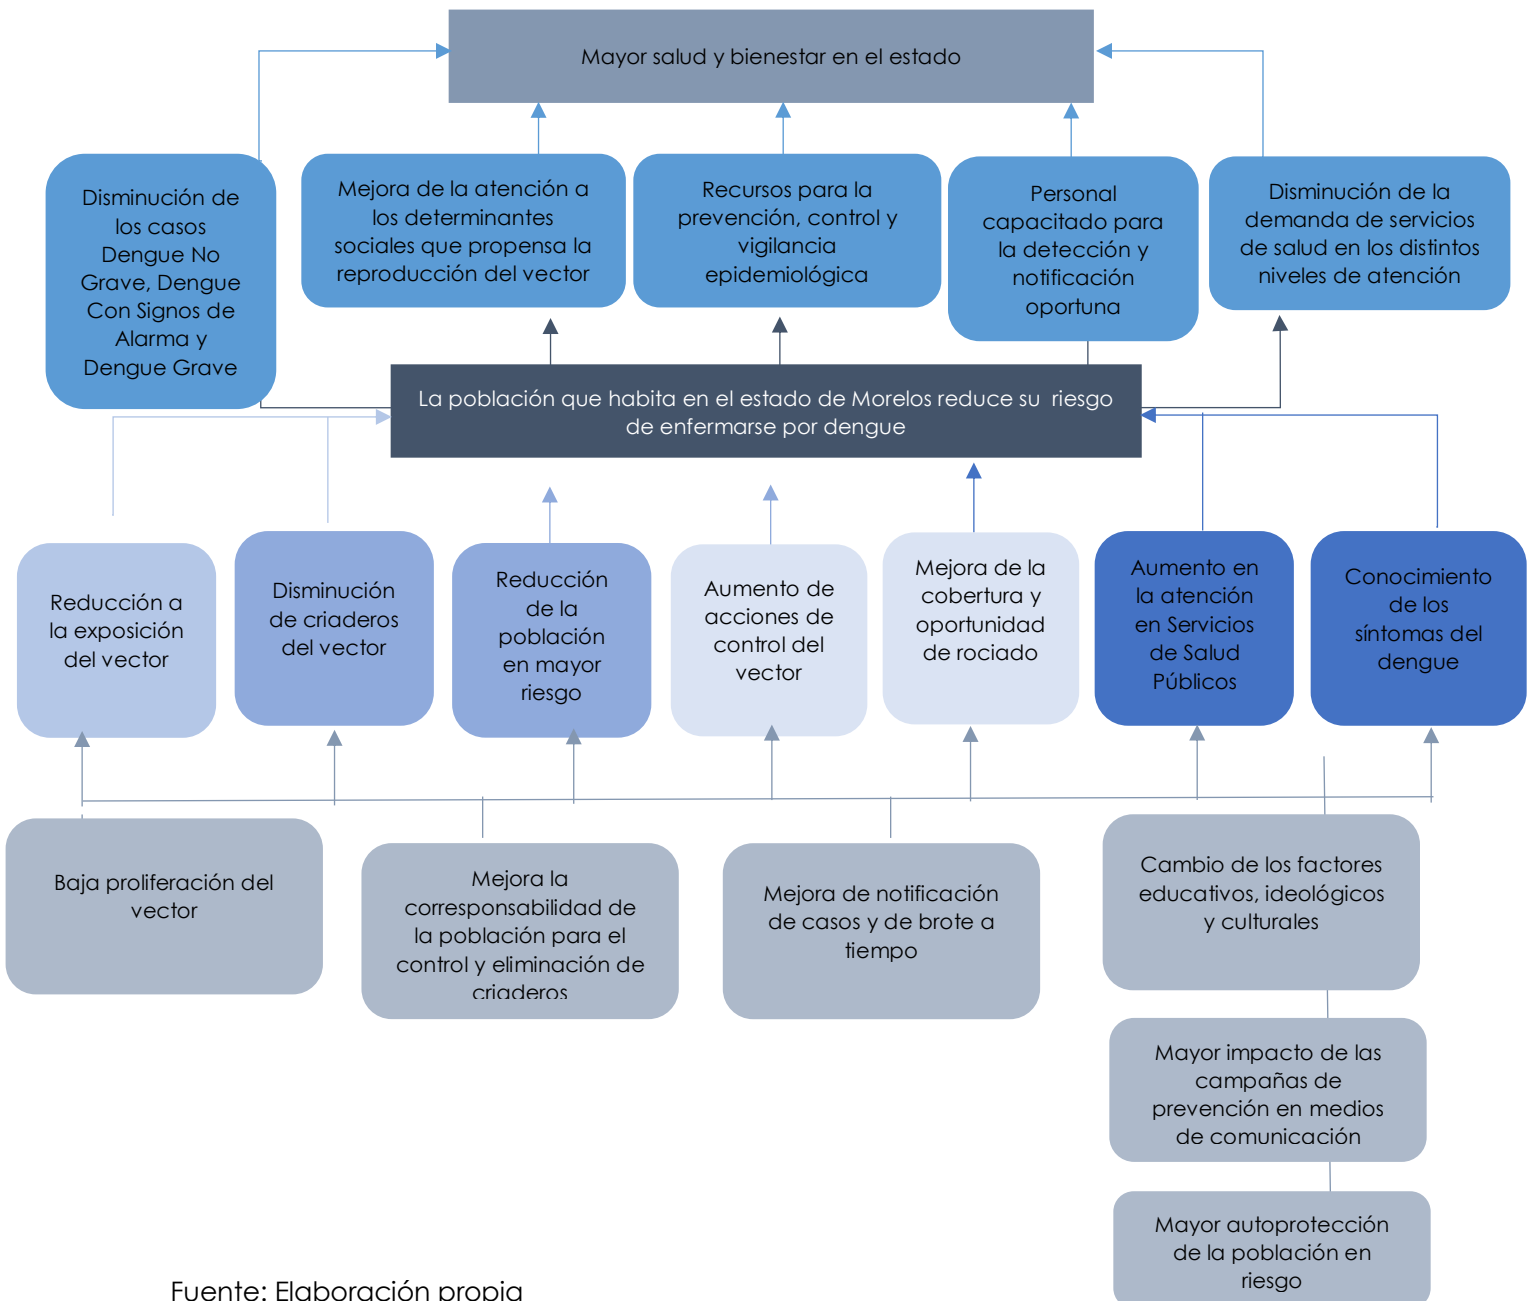 Mayor salud y bienestar en el estado
Disminución de
los casos
Dengue No
Grave, Dengue
Con Signos de
Alarma y
Dengue Grave
Mejora de la atención a
los determinantes
sociales que propensa la
reproducción del vector
Recursos para la
prevención, control y
vigilancia
epidemiológica
Personal
capacitado para
la detección y
notificación
oportuna
Disminución de la
demanda de servicios
de salud en los distintos
niveles de atención
La población que habita en el estado de Morelos reduce su riesgo
de enfermarse por dengue
Reducción a
la exposición
del vector
Disminución
de criaderos
del vector
Reducción
de la
población
en mayor
riesgo
Aumento de
acciones de
control del
vector
Mejora de la
cobertura y
oportunidad
de rociado
Aumento en
la atención
en Servicios
de Salud
Públicos
Conocimiento
de los
síntomas del
dengue
Baja proliferación del
vector
Mejora la
corresponsabilidad de
la población para el
control y eliminación de
criaderos
Mejora de notificación
de casos y de brote a
tiempo
Cambio de los factores
educativos, ideológicos
y culturales
Mayor impacto de las
campañas de
prevención en medios
de comunicación
Mayor autoprotección
de la población en
riesgo
Fuente: Elaboración propia